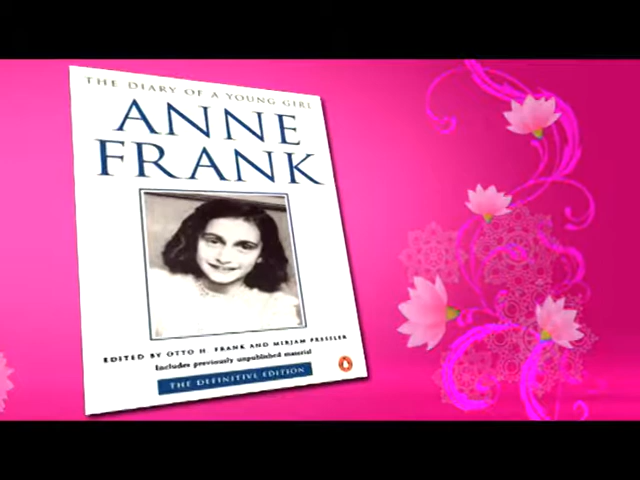 THE DIARY OF A YOUNG GIRL
ANNE
FRANK
EDITED BY OTTO H. FRANK AND MIRJAM PRESSLER
Includes previously unpublished material
THE DEFINITIVE EDITION